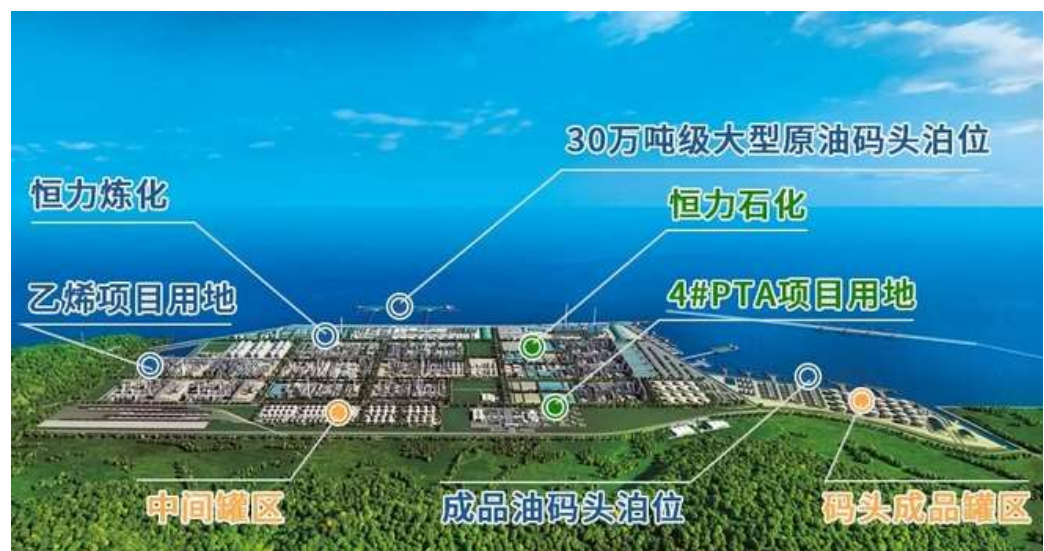 30万吨级大型原油码头泊位
恒力炼化
恒力石化
乙烯项目用地
4#PTA项目用地
中间罐区
成品油码头泊位
码头成品罐区